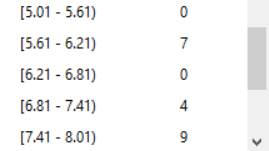 [5.01 - 5.61) 0
[5.61 - 6.21) 7
[6.21 - 6.81) 0
[6.81 - 7.41) 4
[7.41 - 8.01) 9